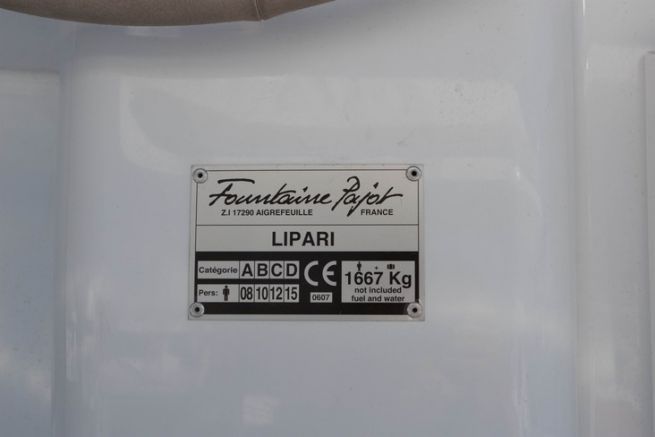 Fountaine Pajot
Z.I 17290 AIGREFEUILLE FRANCE
LIPARI
Catégorie A B C D CE
Pers: 08 10 12 15 0607
+
1667 Kg
not included
fuel and water